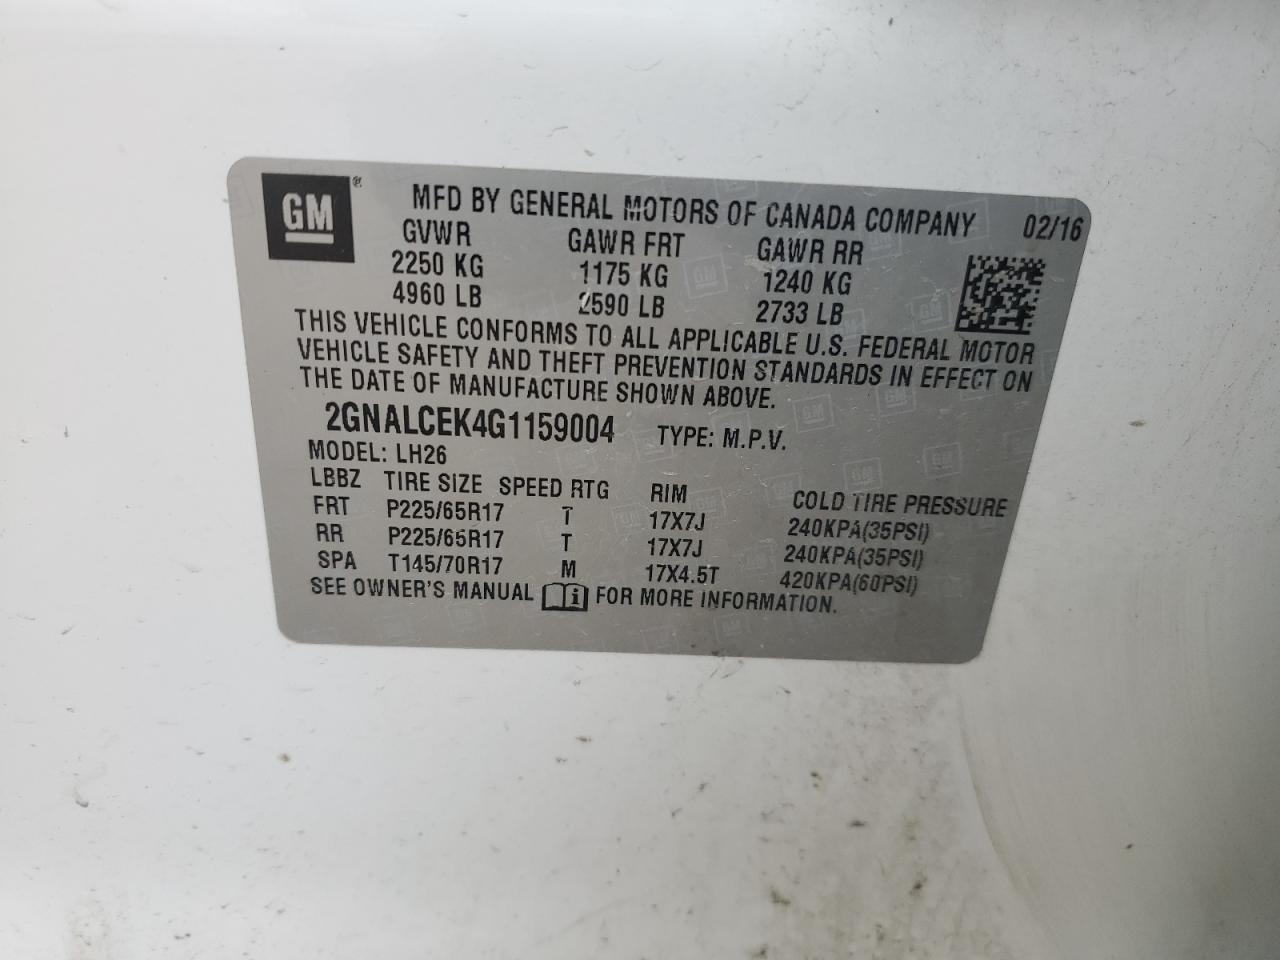 GM ® MFD BY GENERAL MOTORS OF CANADA COMPANY 02/16
GVWR GAWR FRT GAWR RR
2250 KG 1175 KG 1240 KG
4960 LB 2590 LB 2733 LB
THIS VEHICLE CONFORMS TO ALL APPLICABLE U.S. FEDERAL MOTOR
VEHICLE SAFETY AND THEFT PREVENTION STANDARDS IN EFFECT ON
THE DATE OF MANUFACTURE SHOWN ABOVE.
2GNALCEK4G1159004 TYPE: M.P.V.
MODEL: LH26
LBBZ TIRE SIZE SPEED RTG RIM COLD TIRE PRESSURE
FRT P225/65R17 T 17X7J 240KPA(35PSI)
RR P225/65R17 T 17X7J 240KPA(35PSI)
SPA T145/70R17 M 17X4.5T 420KPA(60PSI)
SEE OWNER'S MANUAL i FOR MORE INFORMATION.